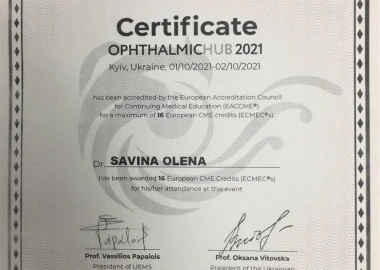 Certificate
OPHTHALMICHUB 2021
Kyiv, Ukraine, 01/10/2021-02/10/2021
has been accredited by the European Accreditation Council
for Continuing Medical Education (EACCME®)
for a maximum of 16 European CME credits (ECMEC®s)
Dr. SAVINA OLENA
has been awarded 16 European CME Credits (ECMEC®s)
for his/her attendance at this event
Papalois
Prof. Vassilios Papalois
President of UEMS
Prof. Oksana Vitovska
President of the Ukrainian